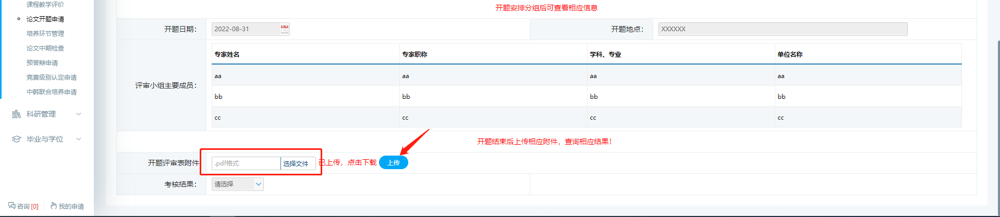 课程教学评价
论文开题申请
培养环节管理
论文中期检查
预答辩申请
竞赛级别认定申请
中韩联合培养申请
科研管理
毕业与学位
咨询[0] 我的申请
开题安排分组后可查看相应信息
开题日期： 2022-08-31 开题地点： XXXXXX
评审小组主要成员：
专家姓名 专家职称 学科、专业 单位名称
aa aa aa aa
bb bb bb bb
cc cc cc cc
开题结束后上传相应附件，查询相应结果！
开题评审表附件 .pdf格式 选择文件 已上传，点击下载 上传
考核结果： 请选择